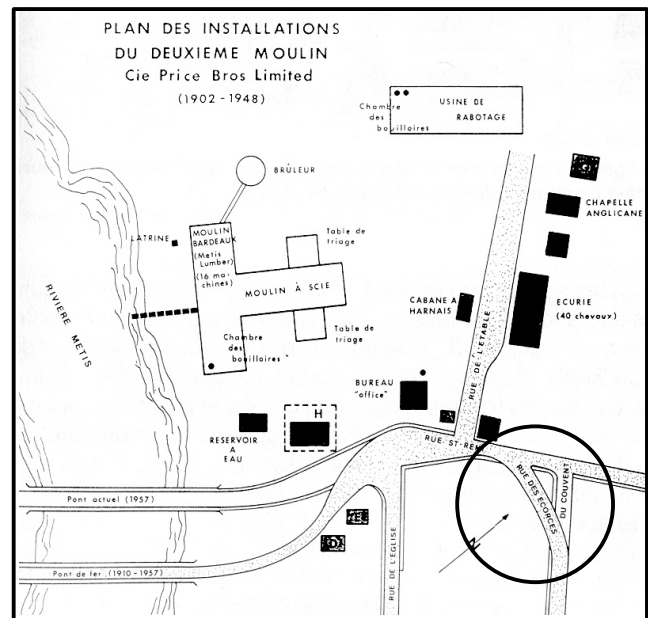 PLAN DES INSTALLATIONS
DU DEUXIEME MOULIN
Cie Price Bros Limited
(1902-1948)
Chambre
des
bouilloires
USINE DE
RABOTAGE
BRÛLEUR
G
CHAPELLE
ANGLICANE
LATRINE
MOULIN
BARDEAUX
(Metis
Lumber)
(16 ma-
chines)
Table de
triage
MOULIN À SCIE
CABANE A
HARNAIS
ECURIE
(40 chevaux)
RIVIERE METIS
Chambre
des
bouilloires
Table de
triage
RUE DE L'ETABLE
BUREAU
"office"
H
RESERVOIR
A
EAU
RUE ST-REMI
RUE DES ECORCES
DU COUVENT
Pont actuel (1957)
E
D
RUE DE L'EGLISE
N
Pont de fer (1910-1957)